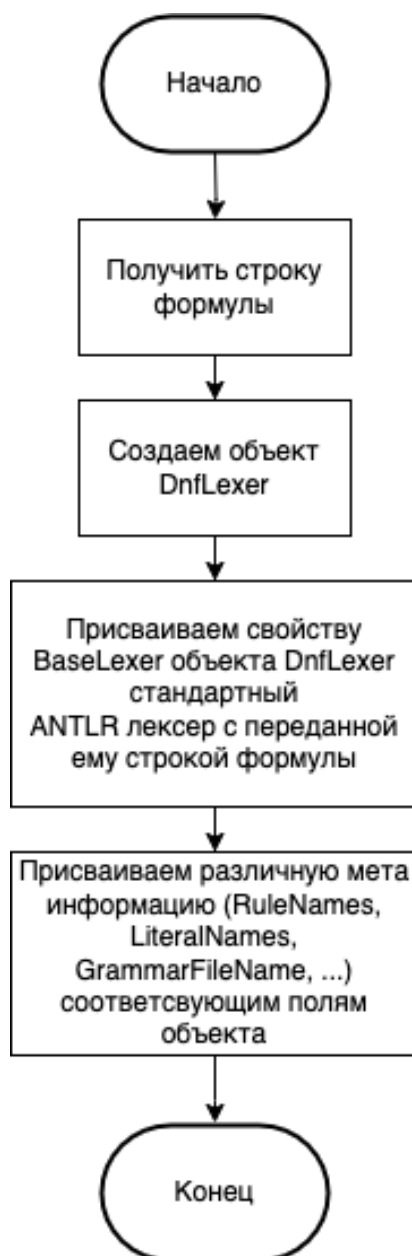 Начало
Получить строку
формулы
Создаем объект
DnfLexer
Присваиваем свойству
BaseLexer объекта DnfLexer
стандартный
ANTLR лексер с переданной
ему строкой формулы
Присваиваем различную мета
информацию (RuleNames,
LiteralNames,
GrammarFileName, ...)
соответсвующим полям
объекта
Конец